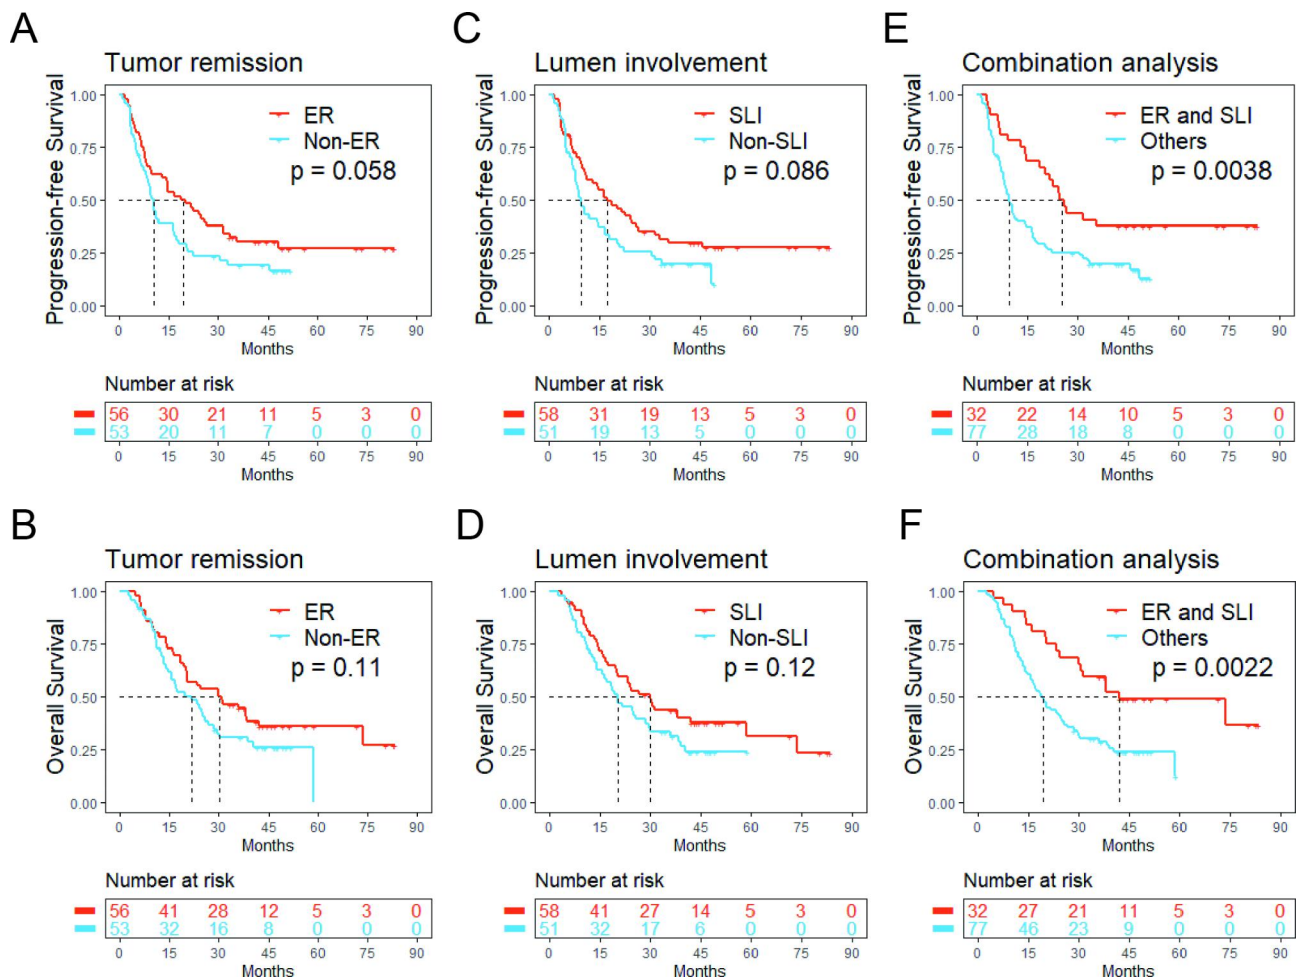 A
Tumor remission
Progression-free Survival
1.00
0.75
0.50
0.25
0.00
ER
Non-ER
p = 0.058
0 15 30 45 60 75 90
Months
Number at risk
56 30 21 11 5 3 0
53 20 11 7 0 0 0
0 15 30 45 60 75 90
Months
C
Lumen involvement
Progression-free Survival
1.00
0.75
0.50
0.25
0.00
SLI
Non-SLI
p = 0.086
0 15 30 45 60 75 90
Months
Number at risk
58 31 19 13 5 3 0
51 19 13 5 0 0 0
0 15 30 45 60 75 90
Months
E
Combination analysis
Progression-free Survival
1.00
0.75
0.50
0.25
0.00
ER and SLI
Others
p = 0.0038
0 15 30 45 60 75 90
Months
Number at risk
32 22 14 10 5 3 0
77 28 18 8 0 0 0
0 15 30 45 60 75 90
Months
B
Tumor remission
Overall Survival
1.00
0.75
0.50
0.25
0.00
ER
Non-ER
p = 0.11
0 15 30 45 60 75 90
Months
Number at risk
56 41 28 12 5 3 0
53 32 16 8 0 0 0
0 15 30 45 60 75 90
Months
D
Lumen involvement
Overall Survival
1.00
0.75
0.50
0.25
0.00
SLI
Non-SLI
p = 0.12
0 15 30 45 60 75 90
Months
Number at risk
58 41 27 14 5 3 0
51 32 17 6 0 0 0
0 15 30 45 60 75 90
Months
F
Combination analysis
Overall Survival
1.00
0.75
0.50
0.25
0.00
ER and SLI
Others
p = 0.0022
0 15 30 45 60 75 90
Months
Number at risk
32 27 21 11 5 3 0
77 46 23 9 0 0 0
0 15 30 45 60 75 90
Months